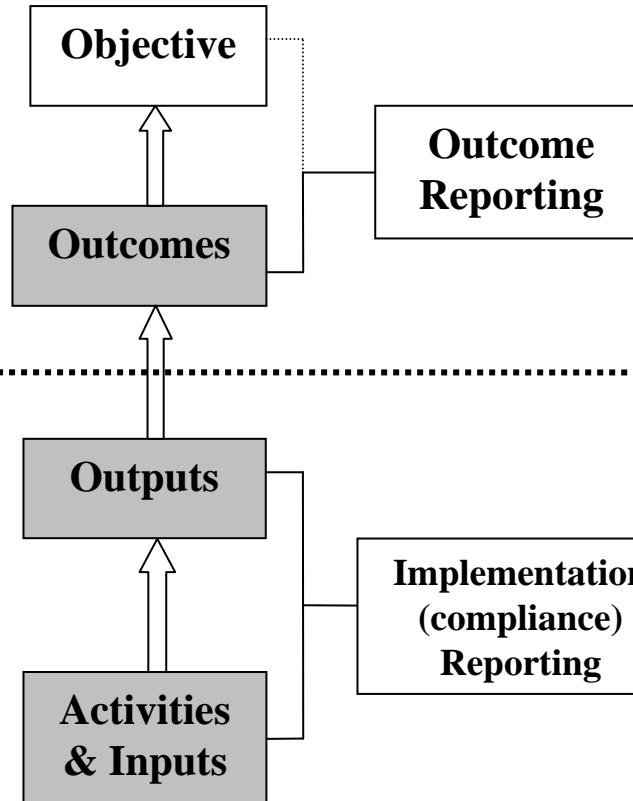 Objective
Outcome
Reporting
Outcomes
Outputs
Implementation
(compliance)
Reporting
Activities
& Inputs